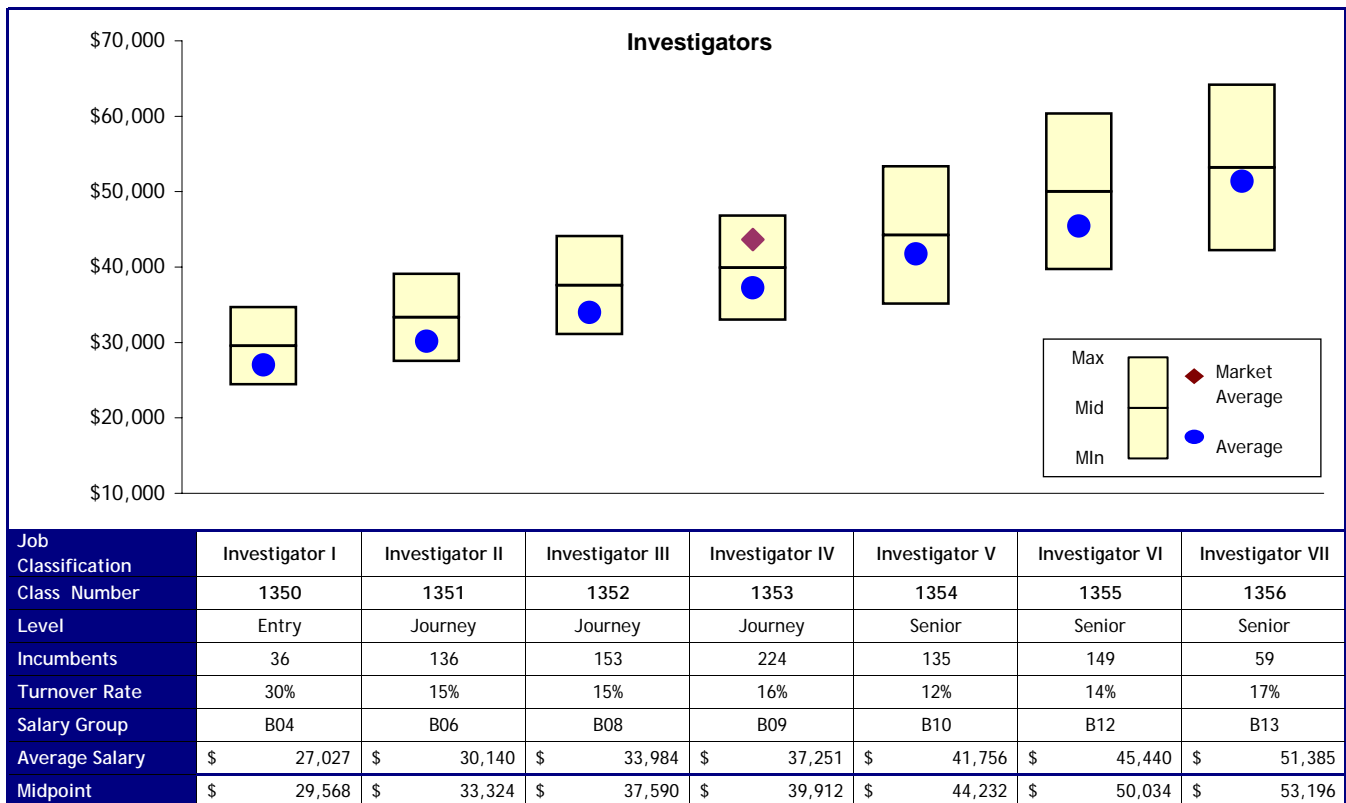 Investigators
$70,000
$60,000
$50,000
$40,000
$30,000
$20,000
$10,000
Max
Mid
MIn
Market
Average
Average
Job
Classification Investigator I Investigator II Investigator III Investigator IV Investigator V Investigator VI Investigator VII
Class Number 1350 1351 1352 1353 1354 1355 1356
Level Entry Journey Journey Journey Senior Senior Senior
Incumbents 36 136 153 224 135 149 59
Turnover Rate 30% 15% 15% 16% 12% 14% 17%
Salary Group B04 B06 B08 B09 B10 B12 B13
Average Salary $ 27,027 $ 30,140 $ 33,984 $ 37,251 $ 41,756 $ 45,440 $ 51,385
Midpoint $ 29,568 $ 33,324 $ 37,590 $ 39,912 $ 44,232 $ 50,034 $ 53,196